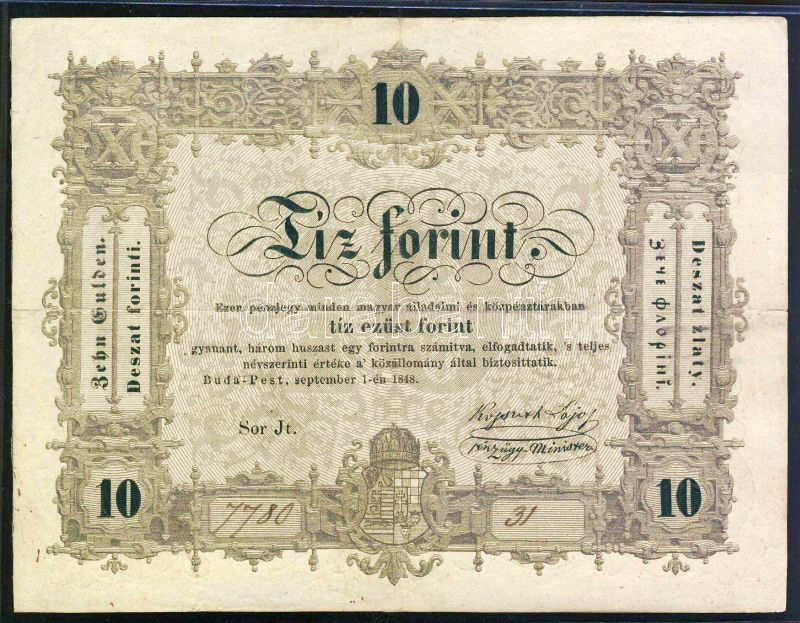 10
X
X
Tíz forint.
Ezen pénzjegy minden magyar álladalmi és közpénztárakban
tíz ezüst forint
gyanánt, három huszast egy forintra számítva, elfogadtatik, 's teljes
névszerinti értéke a' közállomány által biztosittatik.
Buda-Pest, september 1-én 1848.
Sor Jt.
Kossuth Lajos
pénzügy-Minister
Zehn Gulden.
Deszat forinti.
Deszat zlaty.
Зече флорінї.
10
7780
31
10